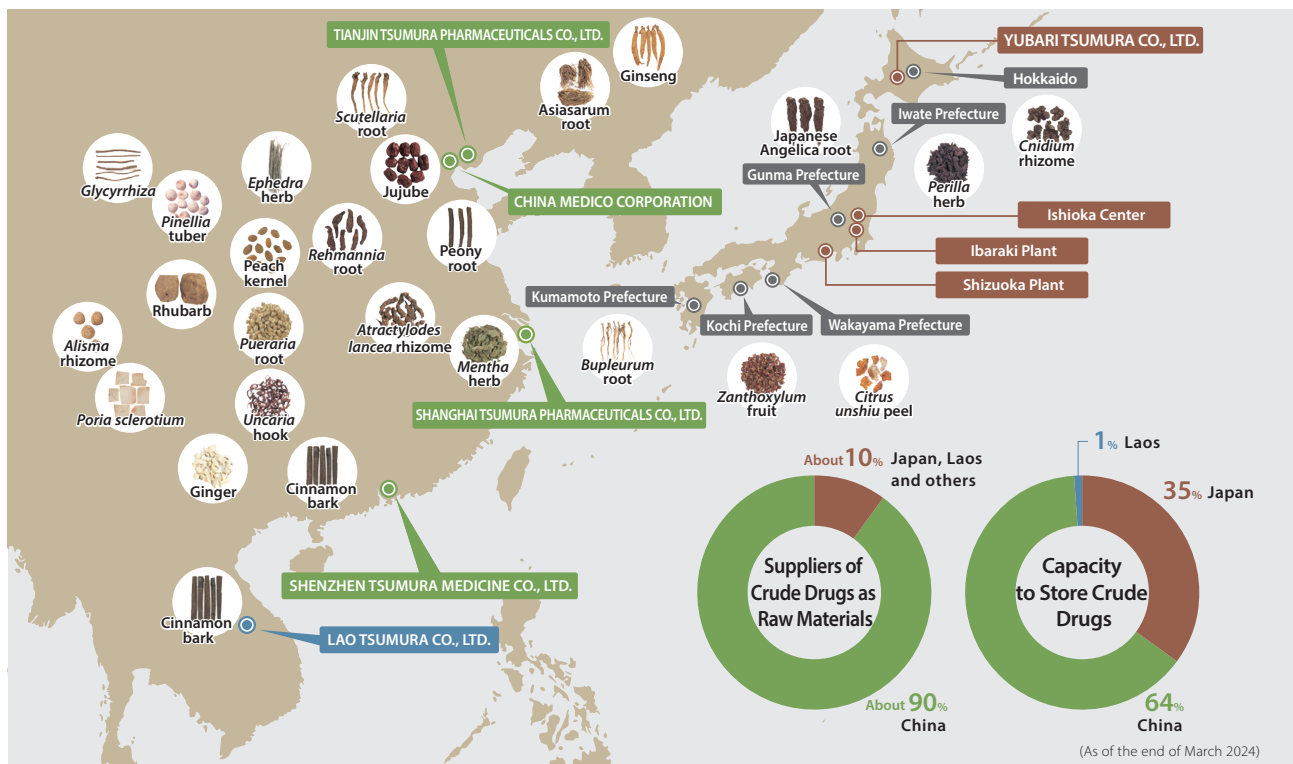 TIANJIN TSUMURA PHARMACEUTICALS CO., LTD.
Ginseng
YUBARI TSUMURA CO., LTD.
Hokkaido
Scutellaria
root
Asiasarum
root
Iwate Prefecture
Japanese
Angelica root
Cnidium
rhizome
Glycyrrhiza
Ephedra
herb
Jujube
Gunma Prefecture
Perilla
herb
CHINA MEDICO CORPORATION
Pinellia
tuber
Ishioka Center
Peach
kernel
Rehmannia
root
Peony
root
Ibaraki Plant
Shizuoka Plant
Rhubarb
Kumamoto Prefecture
Kochi Prefecture
Wakayama Prefecture
Alisma
rhizome
Pueraria
root
Atractylodes
lancea rhizome
Mentha
herb
Bupleurum
root
Zanthoxylum
fruit
Citrus
unshiu peel
Poria sclerotium
Uncaria
hook
SHANGHAI TSUMURA PHARMACEUTICALS CO., LTD.
Ginger
Cinnamon
bark
SHENZHEN TSUMURA MEDICINE CO., LTD.
Cinnamon
bark
LAO TSUMURA CO., LTD.
About 10% Japan, Laos
and others
Suppliers of
Crude Drugs as
Raw Materials
About 90%
China
1% Laos
35% Japan
Capacity
to Store Crude
Drugs
64%
China
(As of the end of March 2024)